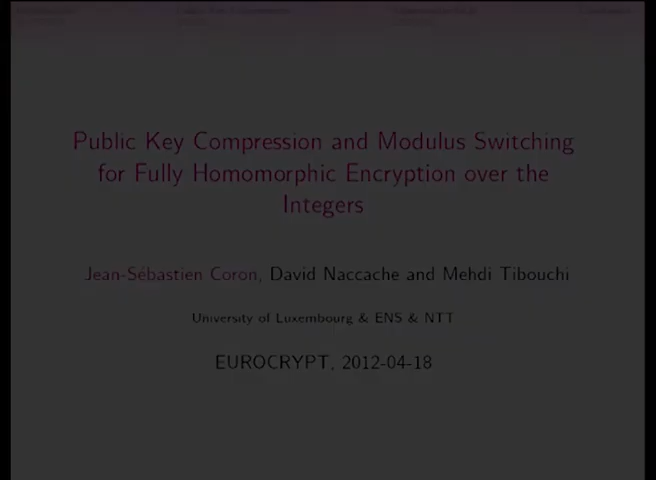 Public Key Compression and Modulus Switching
for Fully Homomorphic Encryption over the
Integers
Jean-Sébastien Coron, David Naccache and Mehdi Tibouchi
University of Luxembourg & ENS & NTT
EUROCRYPT, 2012-04-18